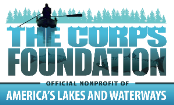 THE CORPS
FOUNDATION
OFFICIAL NONPROFIT OF
AMERICA'S LAKES AND WATERWAYS